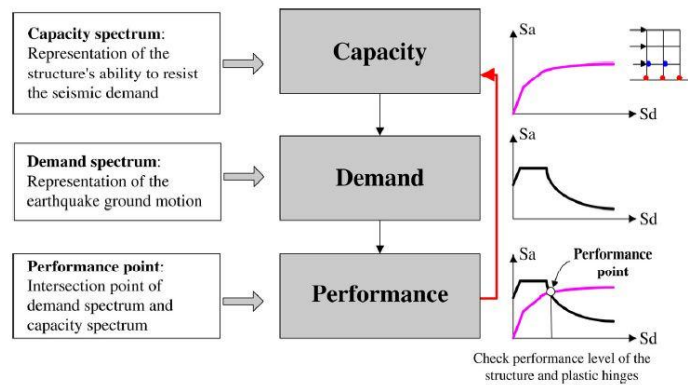 Capacity spectrum:
Representation of the
structure's ability to resist
the seismic demand
Capacity
Sa
Sd
Demand spectrum:
Representation of the
earthquake ground motion
Demand
Sa
Sd
Performance point:
Intersection point of
demand spectrum and
capacity spectrum
Performance
Sa
Performance
point
Sd
Check performance level of the
structure and plastic hinges